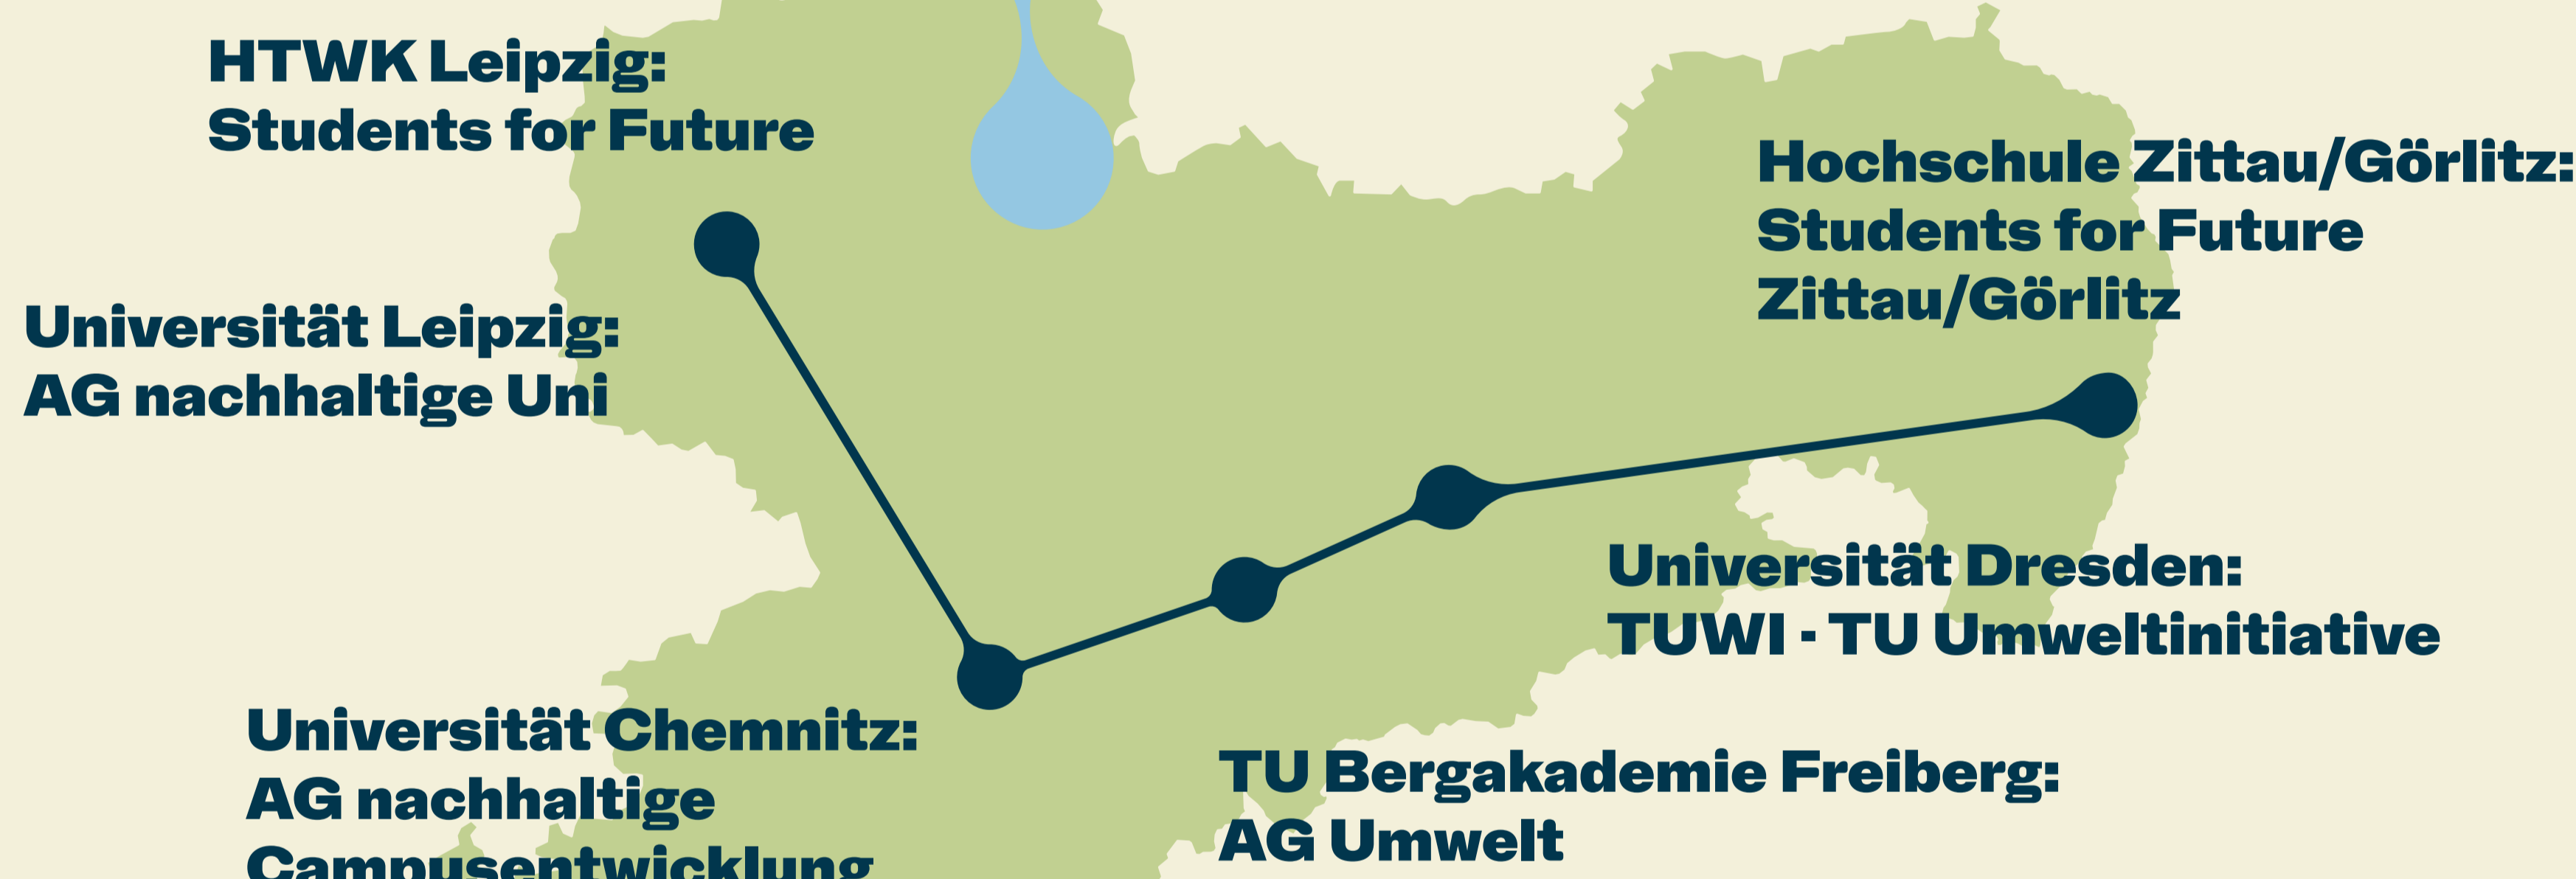 HTWK Leipzig:
Students for Future
Universität Leipzig:
AG nachhaltige Uni
Hochschule Zittau/Görlitz:
Students for Future
Zittau/Görlitz
Universität Dresden:
TUWI - TU Umweltinitiative
Universität Chemnitz:
AG nachhaltige
Campusentwicklung
TU Bergakademie Freiberg:
AG Umwelt